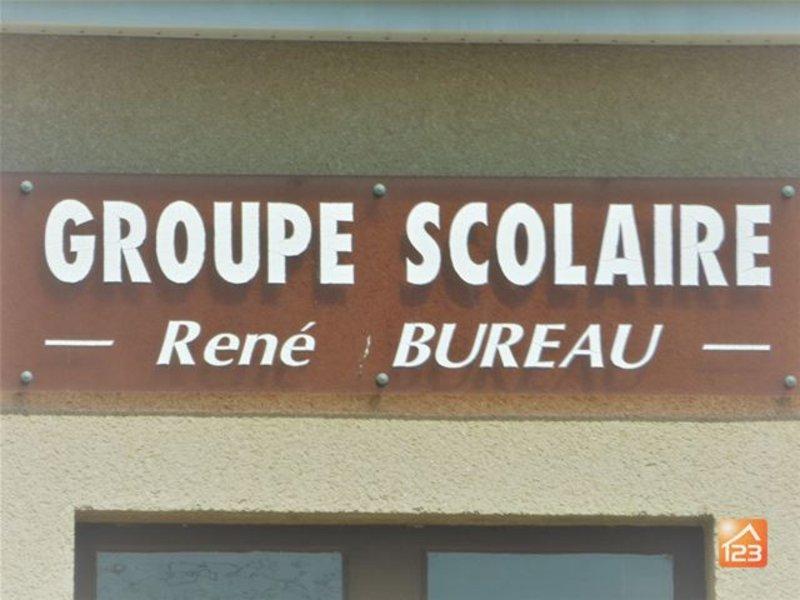 GROUPE SCOLAIRE
— René BUREAU —
123